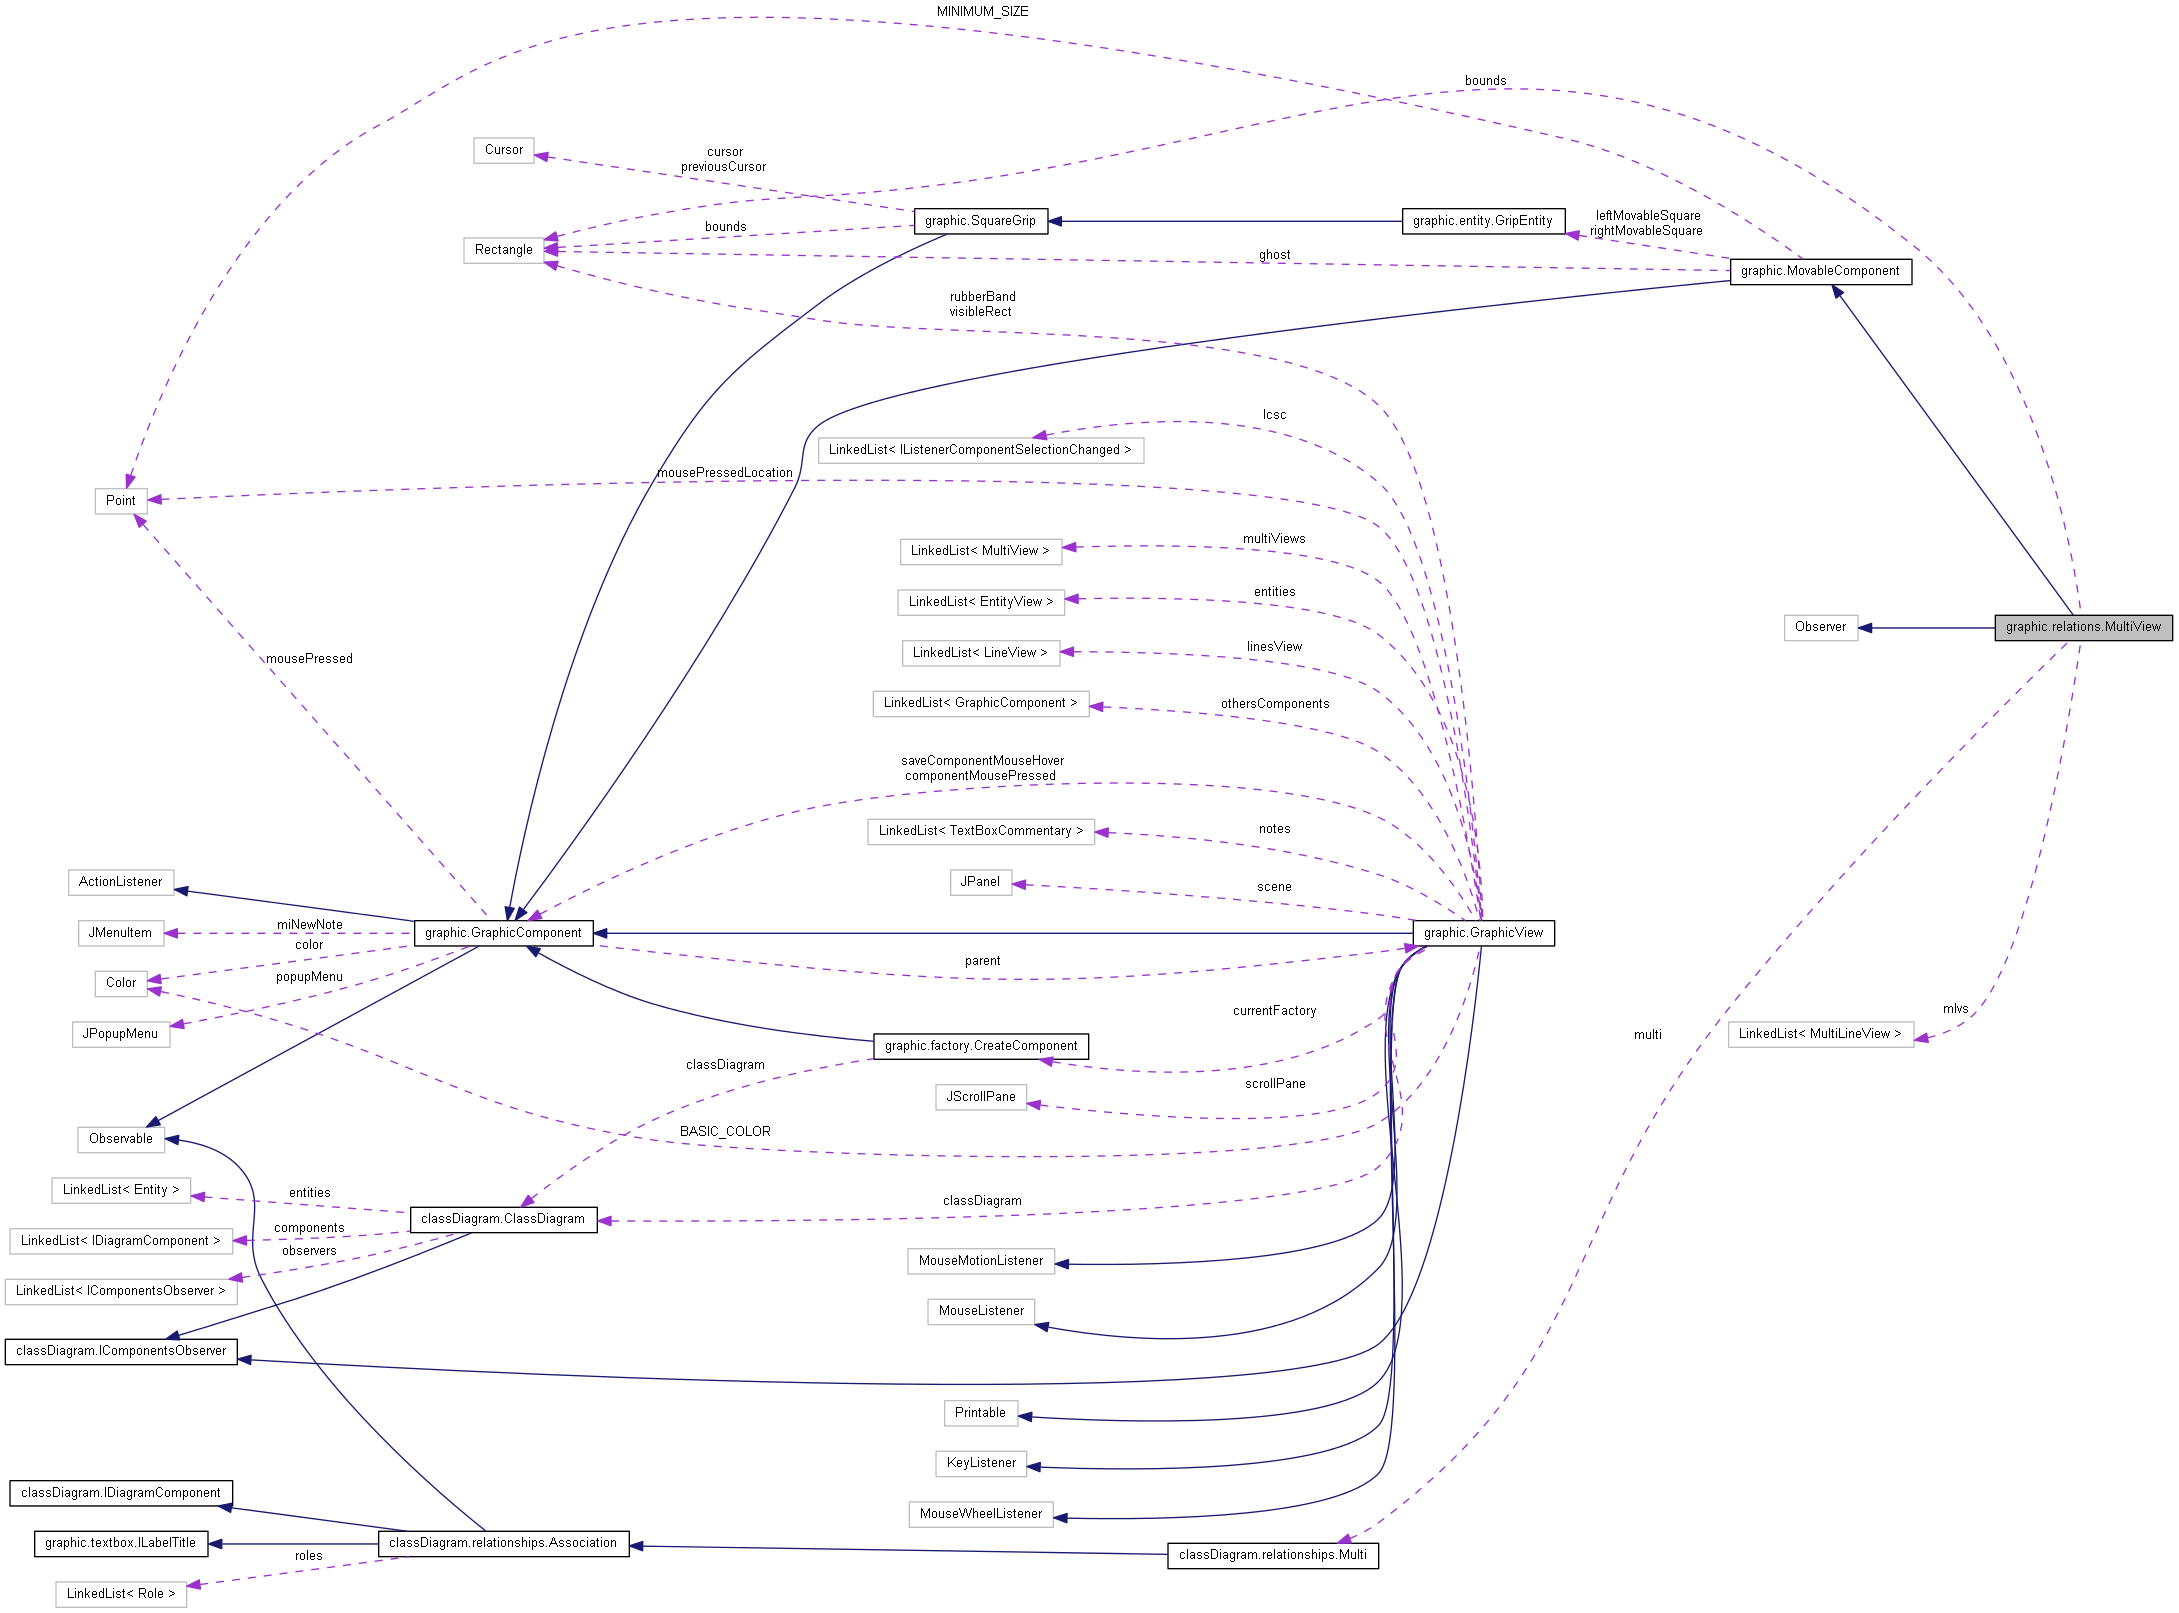 MINIMUM_SIZE
bounds
Cursor
cursor
previousCursor
graphic.SquareGrip
graphic.entity.GripEntity
leftMovableSquare
rightMovableSquare
bounds
Rectangle
ghost
graphic.MovableComponent
rubberBand
visibleRect
lcsc
LinkedList< IListenerComponentSelectionChanged >
mousePressedLocation
Point
multiViews
LinkedList< MultiView >
entities
LinkedList< EntityView >
Observer
graphic.relations.MultiView
linesView
LinkedList< LineView >
mousePressed
othersComponents
LinkedList< GraphicComponent >
saveComponentMouseHover
componentMousePressed
notes
LinkedList< TextBoxCommentary >
ActionListener
JPanel
scene
JMenuItem
miNewNote
graphic.GraphicComponent
graphic.GraphicView
color
parent
Color
popupMenu
currentFactory
mlvs
JPopupMenu
graphic.factory.CreateComponent
multi
LinkedList< MultiLineView >
classDiagram
JScrollPane
scrollPane
Observable
BASIC_COLOR
LinkedList< Entity >
entities
classDiagram
classDiagram.ClassDiagram
components
LinkedList< IDiagramComponent >
observers
MouseMotionListener
LinkedList< IComponentsObserver >
MouseListener
classDiagram.IComponentsObserver
Printable
KeyListener
classDiagram.IDiagramComponent
MouseWheelListener
graphic.textbox.ILabelTitle
classDiagram.relationships.Association
roles
classDiagram.relationships.Multi
LinkedList< Role >